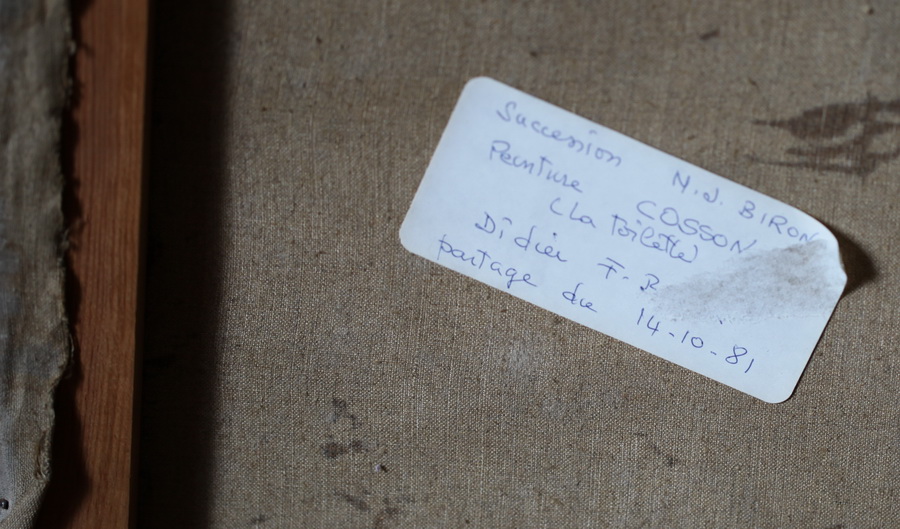 Succession N.J. BIRON
Peinture COSSON
(La Toilette)
Didier F. B
partage du 14-10-81